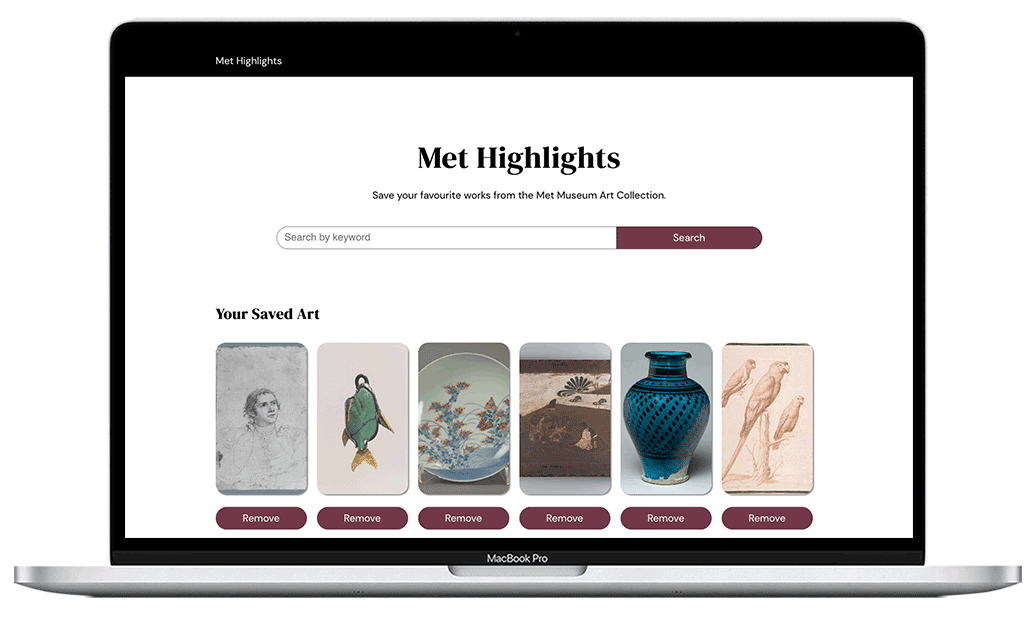 Met Highlights
Met Highlights
Save your favourite works from the Met Museum Art Collection.
Search by keyword
Search
Your Saved Art
Remove
Remove
Remove
Remove
Remove
Remove
MacBook Pro